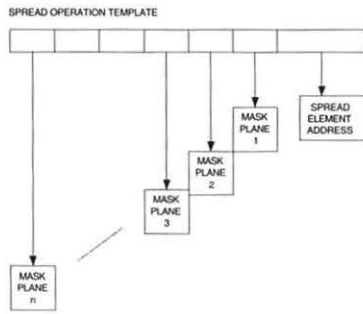 SPREAD OPERATION TEMPLATE
SPREAD
ELEMENT
ADDRESS
MASK
PLANE
1
MASK
PLANE
2
MASK
PLANE
3
MASK
PLANE
n